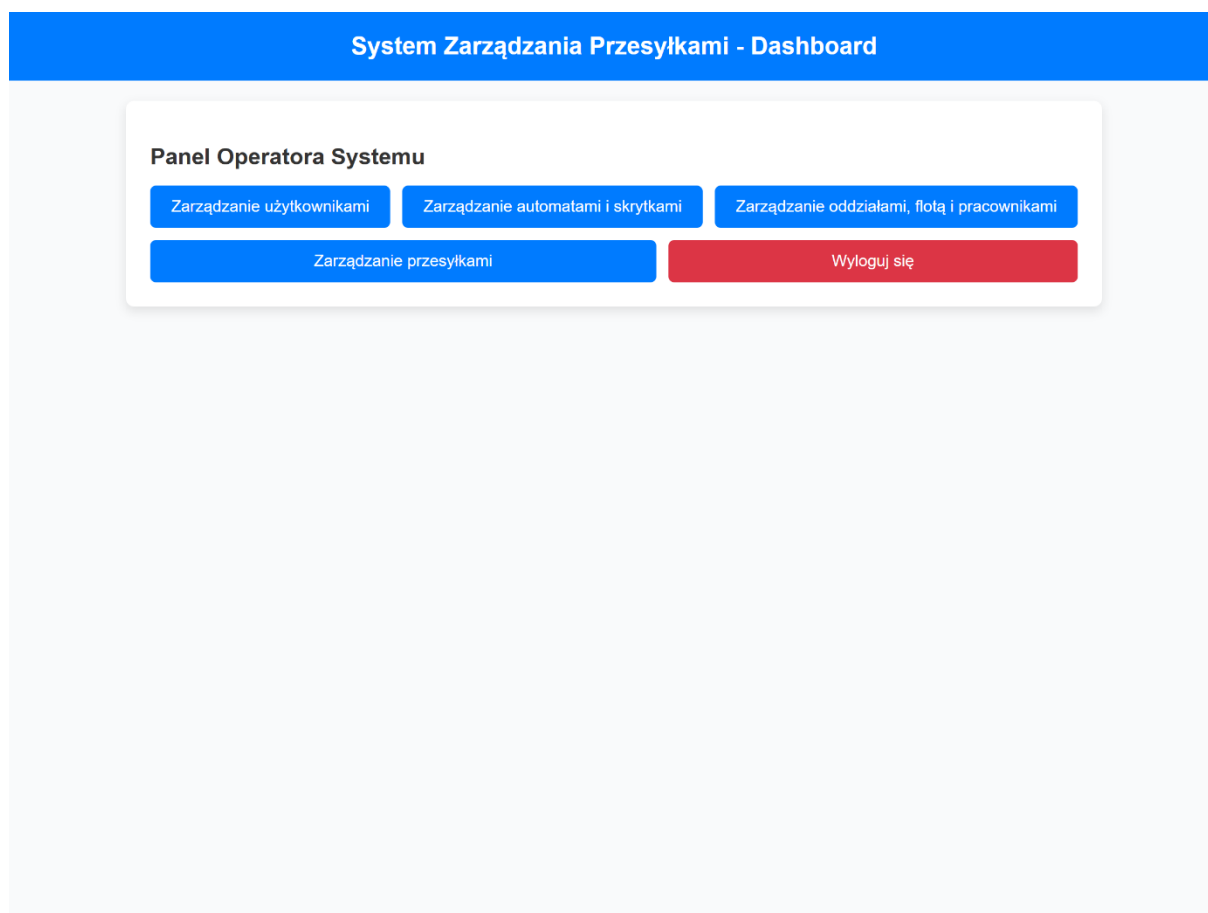 System Zarządzania Przesyłkami - Dashboard
Panel Operatora Systemu
Zarządzanie użytkownikami
Zarządzanie automatami i skrytkami
Zarządzanie oddziałami, flotą i pracownikami
Zarządzanie przesyłkami
Wyloguj się